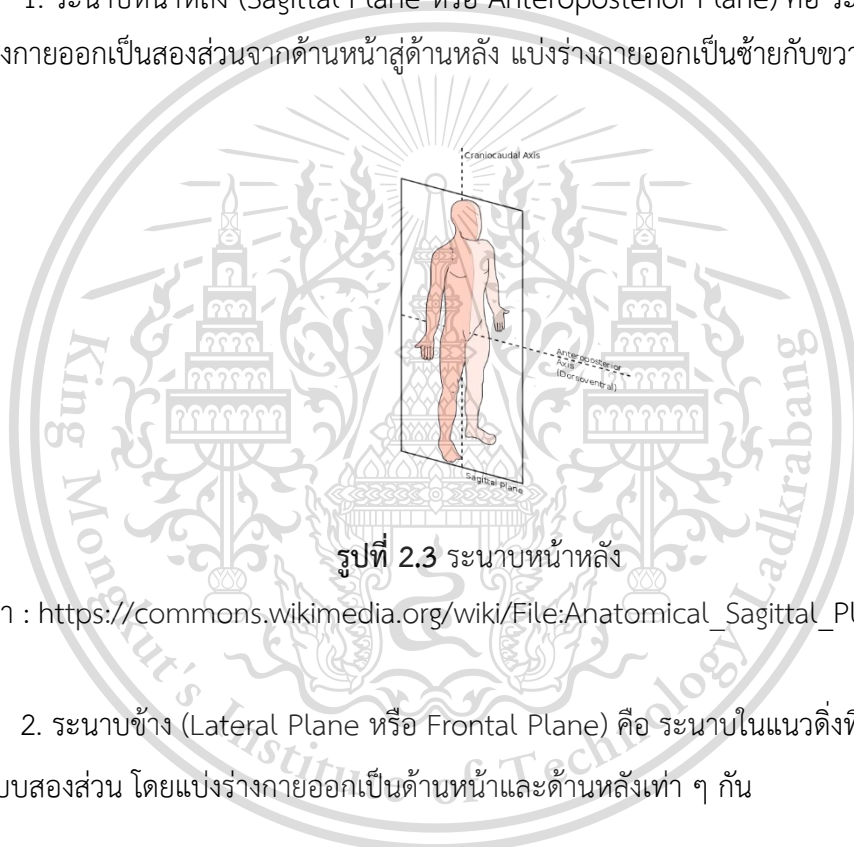 1. ระนาบหน้าหลัง (Sagittal Plane หรือ Anteroposterior Plane) คือ ระ
งกายออกเป็นสองส่วนจากด้านหน้าสู่ด้านหลัง แบ่งร่างกายออกเป็นซ้ายกับขวา
Craniocaudal Axis
Anteroposterior
Axis
(Dorsoventral)
Sagittal Plane
รูปที่ 2.3 ระนาบหน้าหลัง
า : https://commons.wikimedia.org/wiki/File:Anatomical_Sagittal_Pl
2. ระนาบข้าง (Lateral Plane หรือ Frontal Plane) คือ ระนาบในแนวดิ่งที
บบสองส่วน โดยแบ่งร่างกายออกเป็นด้านหน้าและด้านหลังเท่า ๆ กัน
King Mongkut's Institute of Technology Ladkrabang